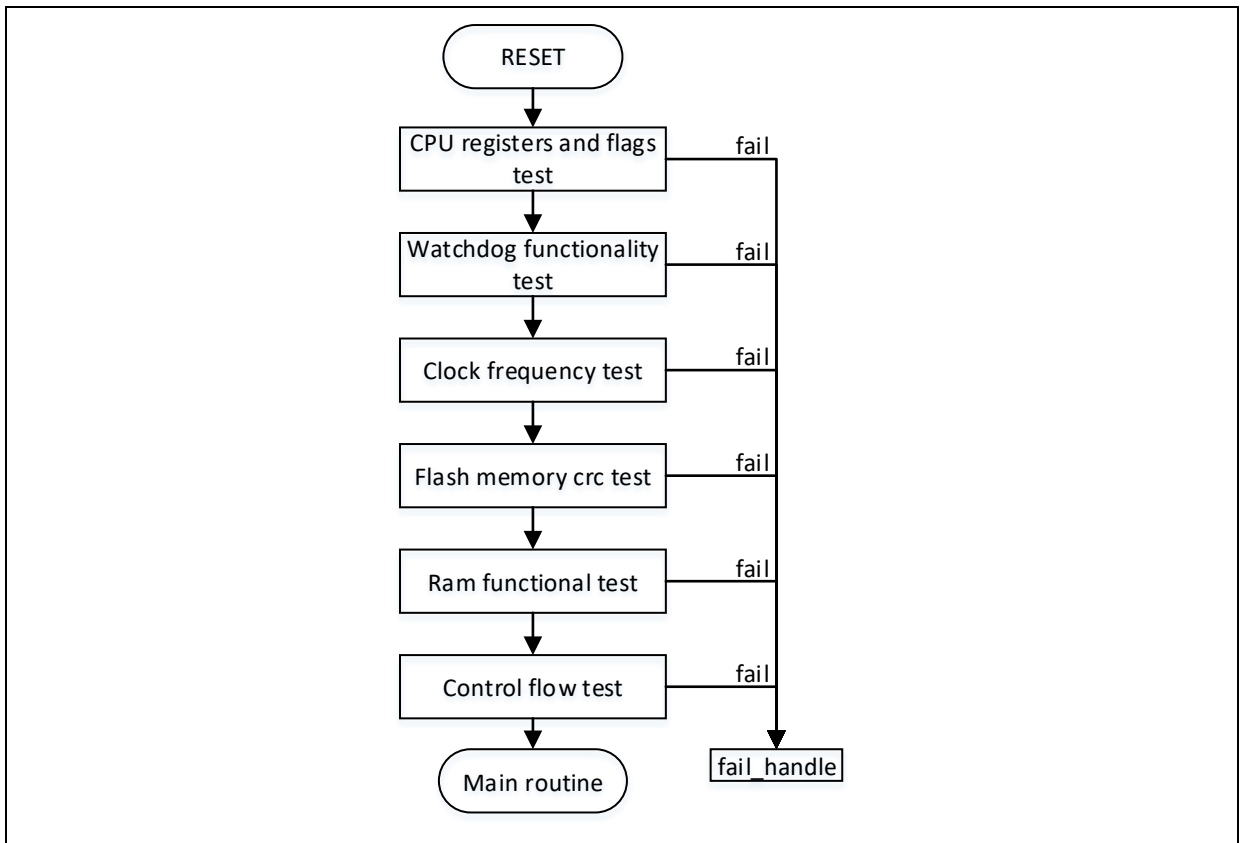 RESET
CPU registers and flags
test
fail
Watchdog functionality
test
fail
Clock frequency test
fail
Flash memory crc test
fail
Ram functional test
fail
Control flow test
fail
Main routine
fail_handle